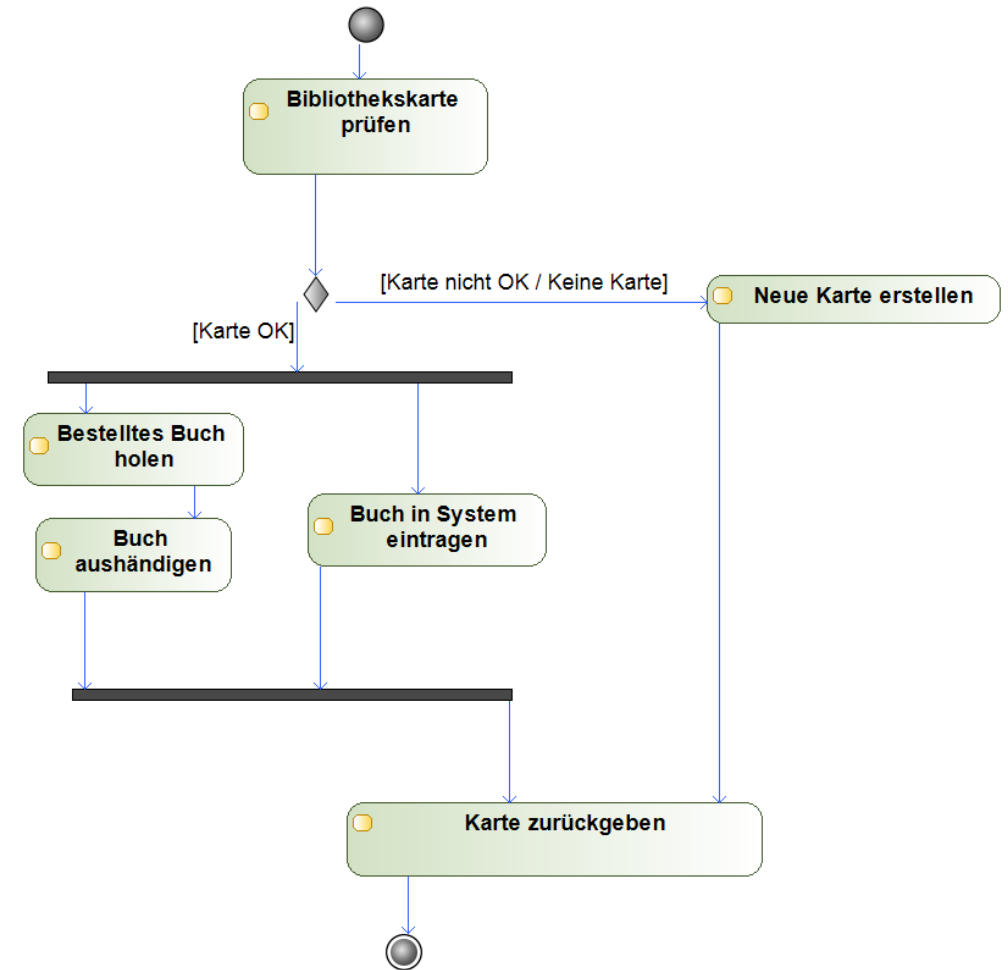 Bibliothekskarte
prüfen
[Karte nicht OK / Keine Karte]
Neue Karte erstellen
[Karte OK]
Bestelltes Buch
holen
Buch in System
eintragen
Buch
aushändigen
Karte zurückgeben